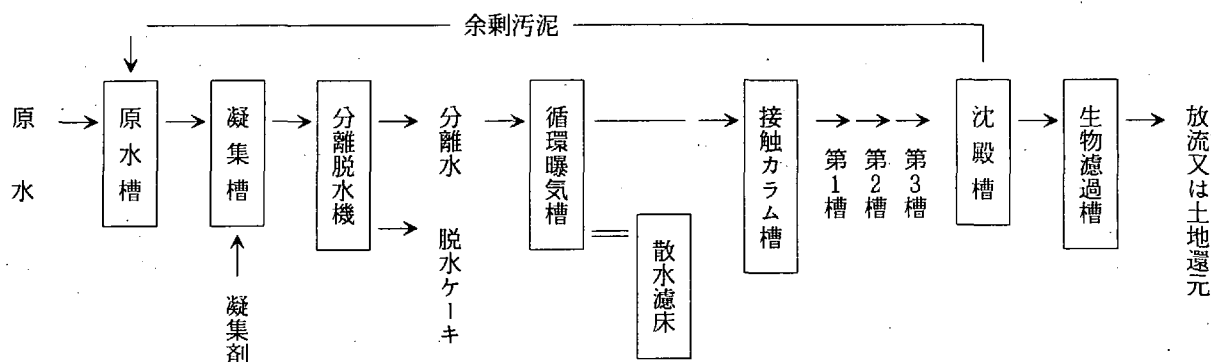 余剰汚泥
原水
原水槽
凝集槽
凝集剤
分離脱水機
分離水
脱水ケーキ
循環曝気槽
散水濾床
接触カラム槽
第1槽
第2槽
第3槽
沈殿槽
生物濾過槽
放流又は土地還元